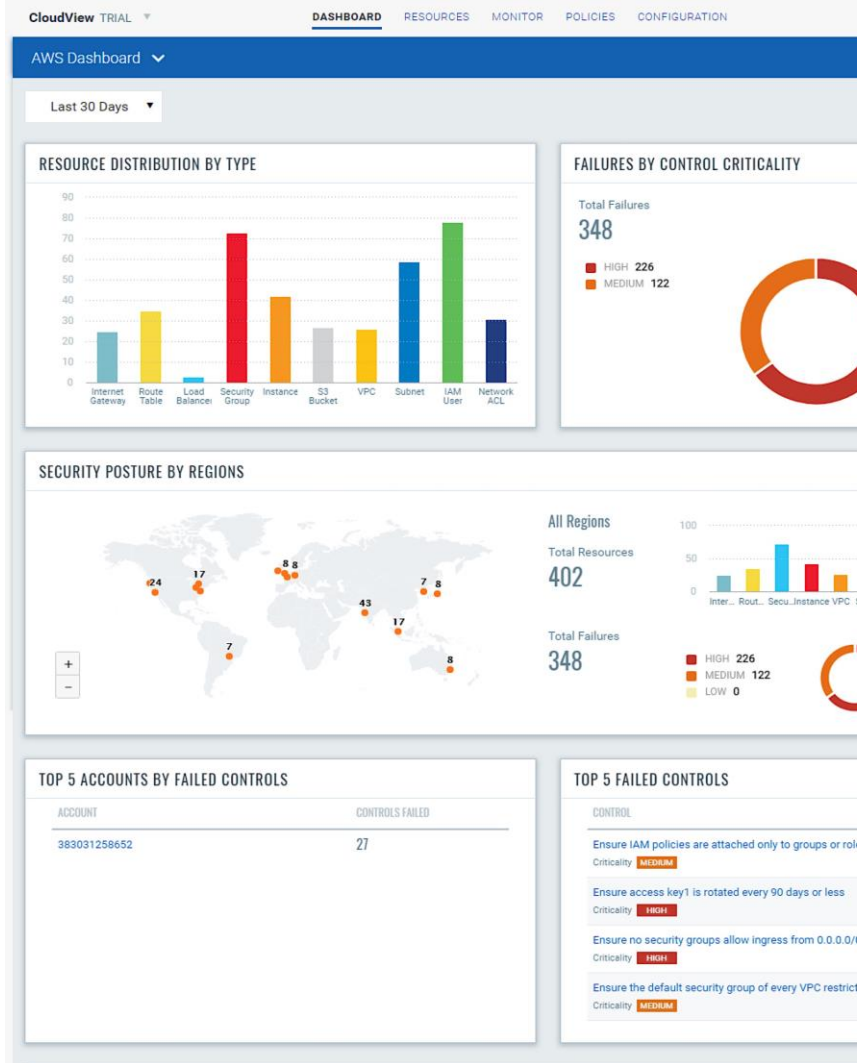 CloudView TRIAL
DASHBOARD RESOURCES MONITOR POLICIES CONFIGURATION
AWS Dashboard
Last 30 Days
RESOURCE DISTRIBUTION BY TYPE
90
80
70
60
50
40
30
20
10
0
Internet Gateway
Route Table
Load Balancer
Security Group
Instance
S3 Bucket
VPC
Subnet
IAM User
Network ACL
FAILURES BY CONTROL CRITICALITY
Total Failures
348
HIGH 226
MEDIUM 122
SECURITY POSTURE BY REGIONS
24
17
8 8
7 8
43
17
7
8
+
−
All Regions
Total Resources
402
100
50
0
Inter... Rout... Secu...Instance VPC S
Total Failures
348
HIGH 226
MEDIUM 122
LOW 0
TOP 5 ACCOUNTS BY FAILED CONTROLS
ACCOUNT CONTROLS FAILED
383031258652 27
TOP 5 FAILED CONTROLS
CONTROL
Ensure IAM policies are attached only to groups or role
Criticality MEDIUM
Ensure access key1 is rotated every 90 days or less
Criticality HIGH
Ensure no security groups allow ingress from 0.0.0.0/0
Criticality HIGH
Ensure the default security group of every VPC restrict
Criticality MEDIUM